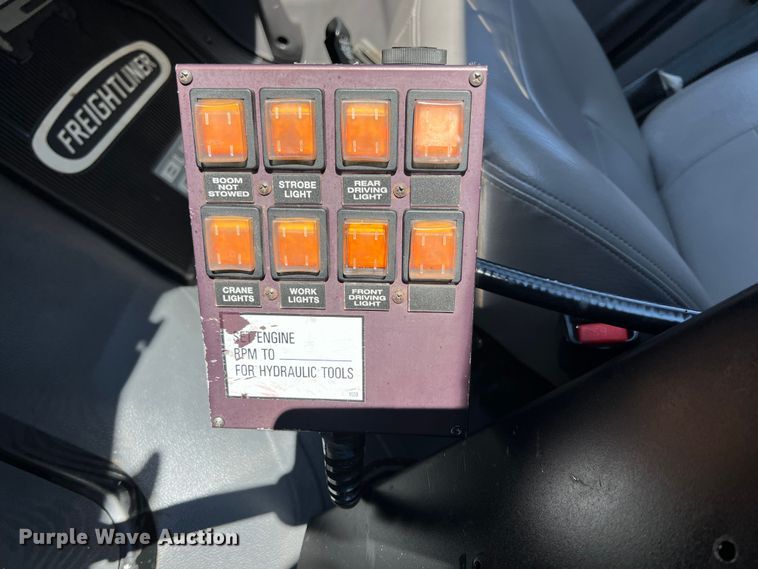 FREIGHTLINER
BOOM
NOT
STOWED
STROBE
LIGHT
REAR
DRIVING
LIGHT
CRANE
LIGHTS
WORK
LIGHTS
FRONT
DRIVING
LIGHT
SET ENGINE
RPM TO
FOR HYDRAULIC TOOLS
Purple Wave Auction